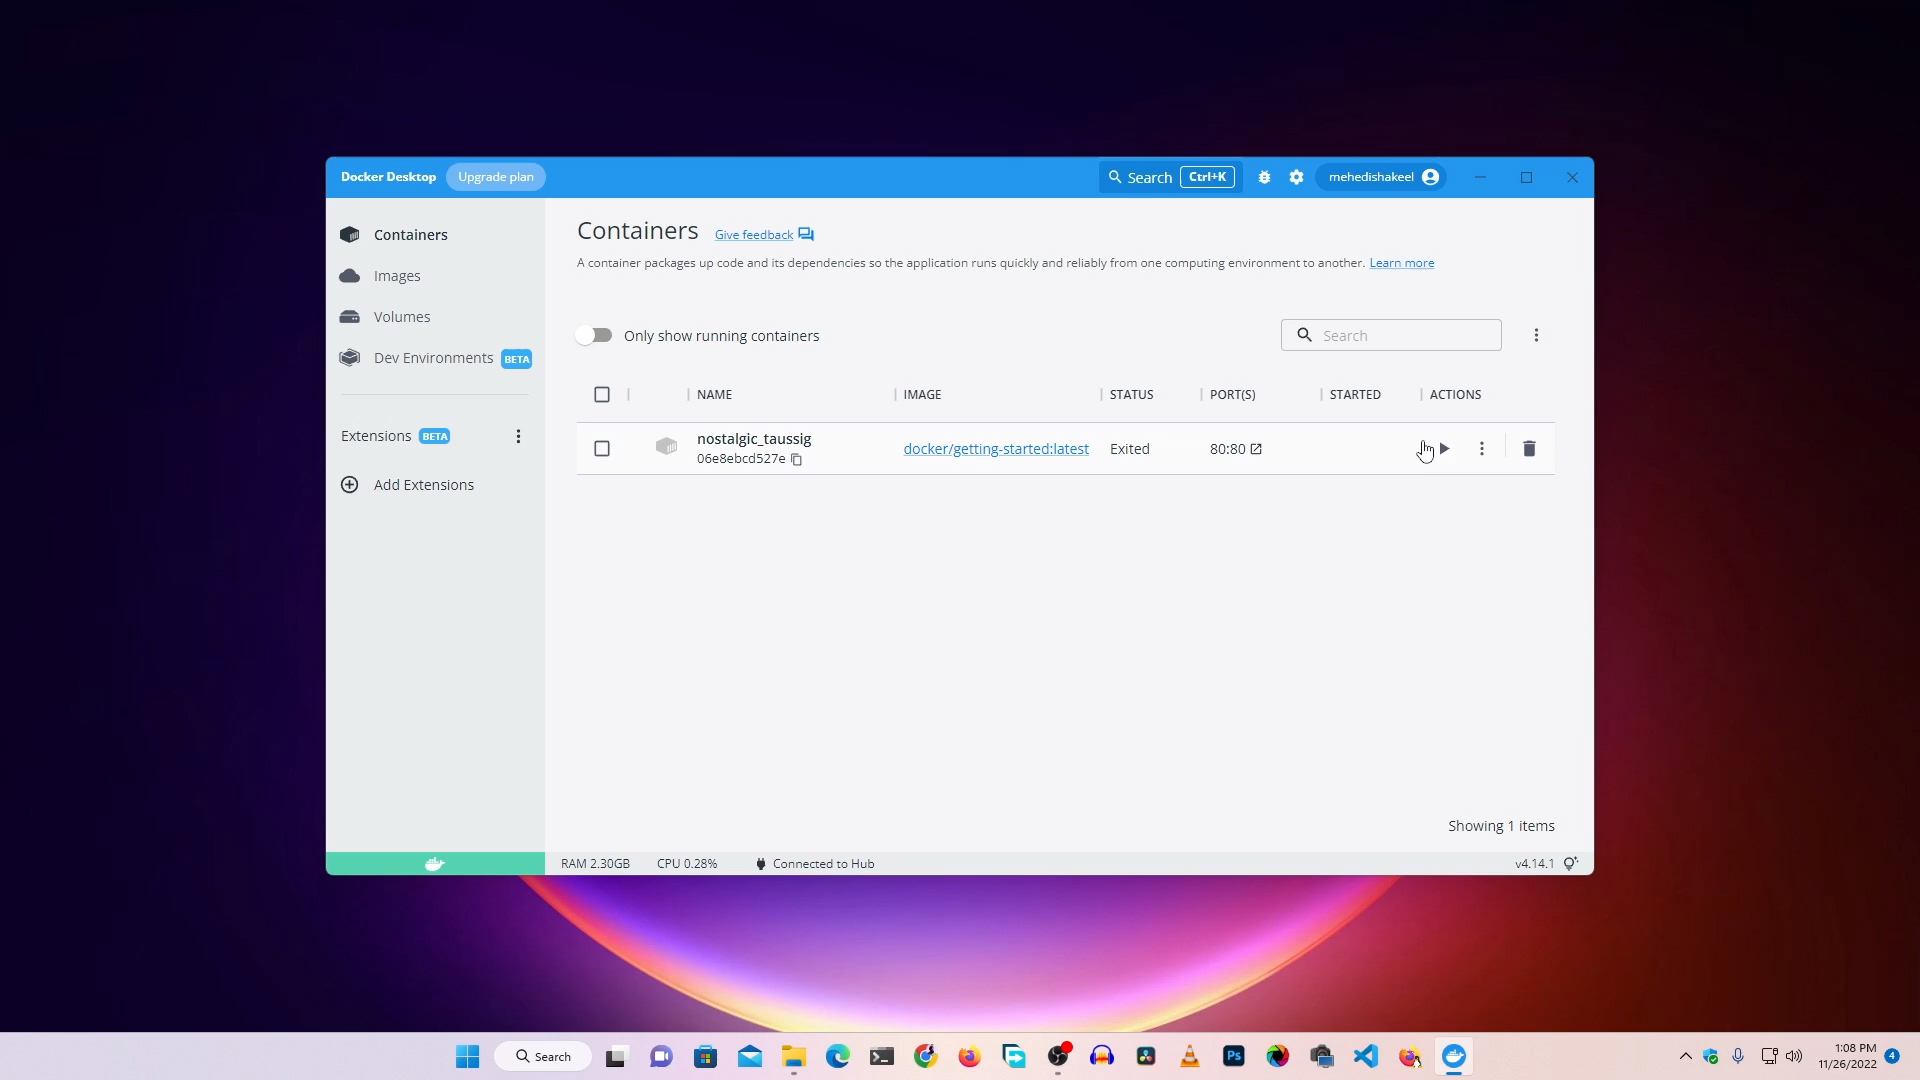 Docker Desktop Upgrade plan Search Ctrl+K mehedishakeel
Containers
Images
Volumes
Dev Environments BETA
Extensions BETA
Add Extensions
Containers Give feedback
A container packages up code and its dependencies so the application runs quickly and reliably from one computing environment to another. Learn more
Only show running containers Search
NAME IMAGE STATUS PORT(S) STARTED ACTIONS
nostalgic_taussig
06e8ebcd527e
docker/getting-started:latest Exited 80:80
Showing 1 items
RAM 2.30GB CPU 0.28% Connected to Hub v4.14.1
Search Ps 1:08 PM
11/26/2022 4